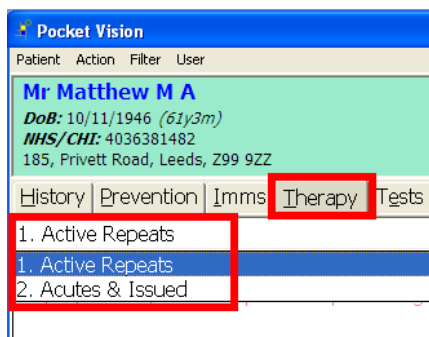 Pocket Vision
Patient Action Filter User
Mr Matthew M A
DoB: 10/11/1946 (61y3m)
NHS/CHI: 4036381482
185, Privett Road, Leeds, Z99 9ZZ
History Prevention Imms Therapy Tests
1. Active Repeats
1. Active Repeats
2. Acutes & Issued